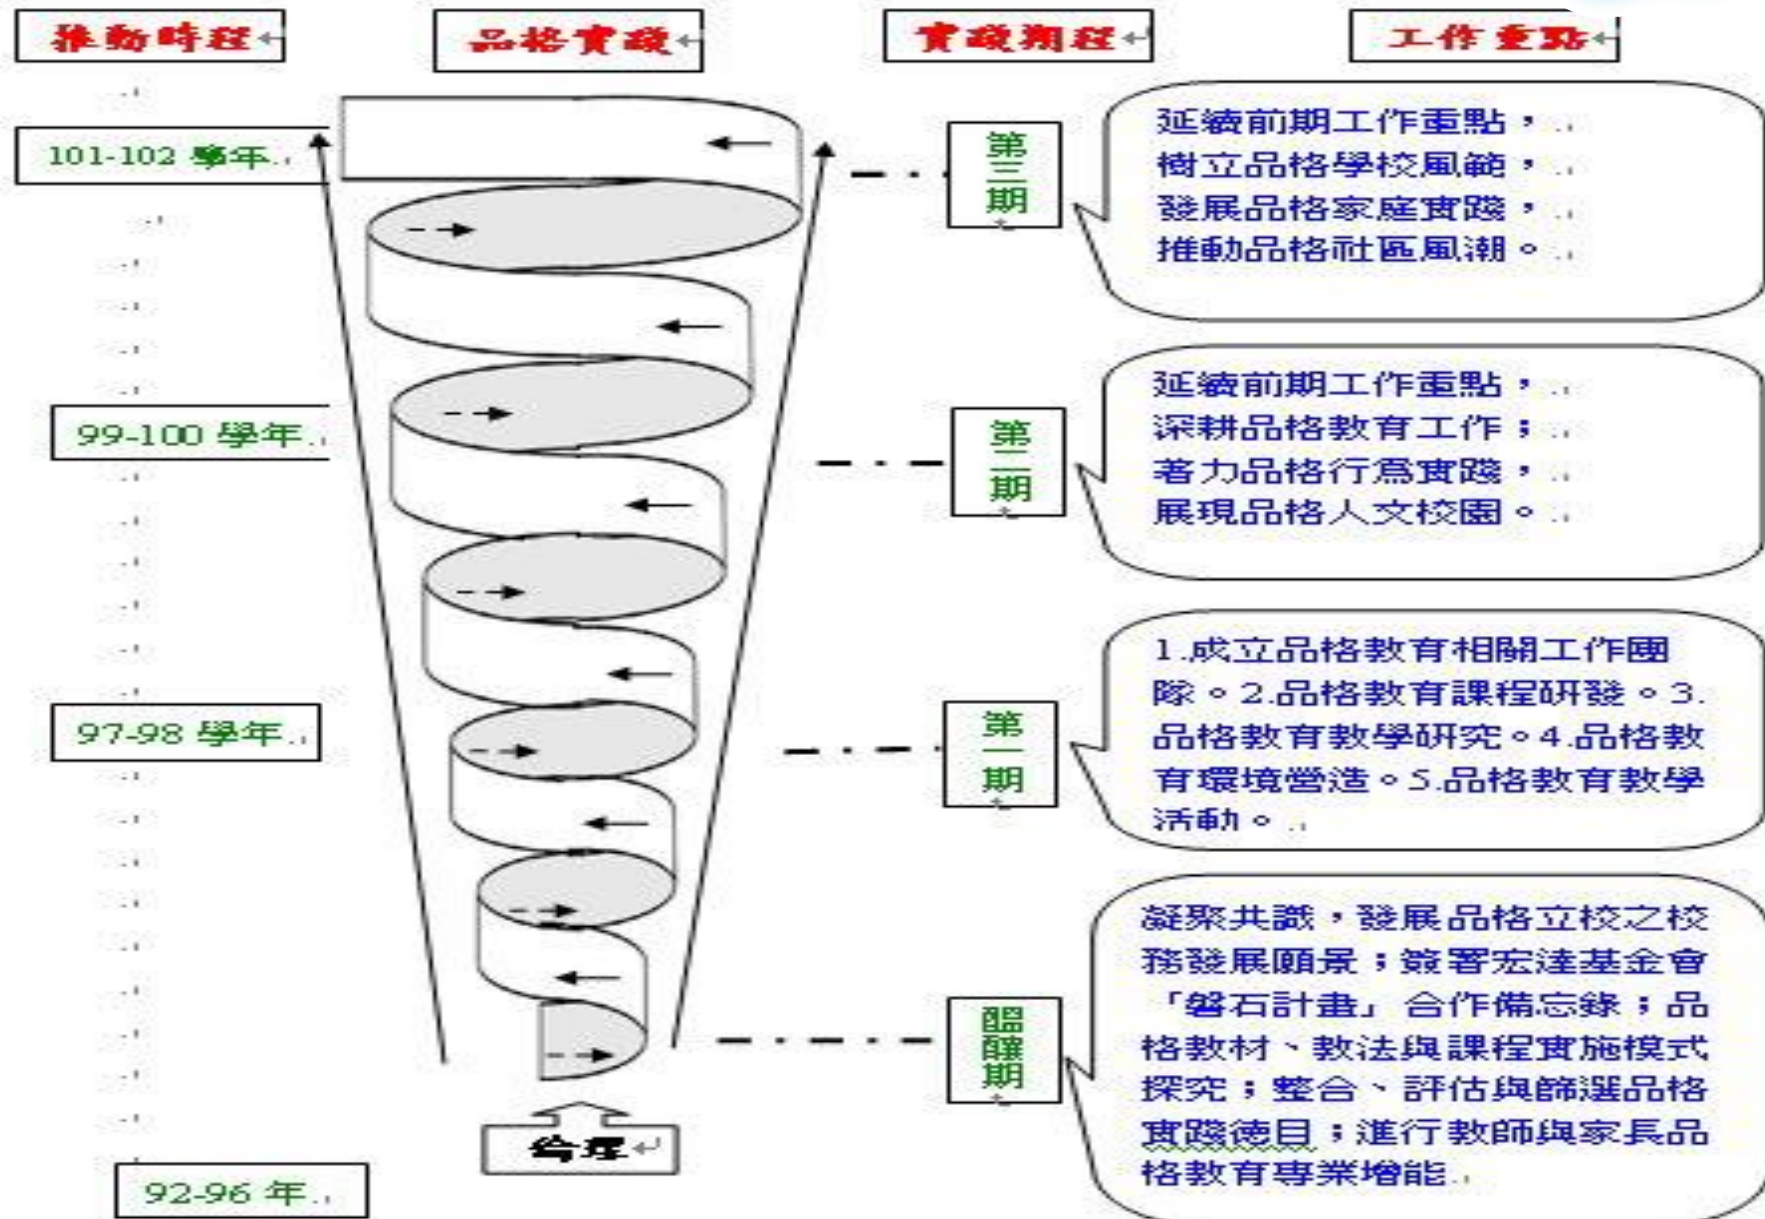 推動時程
品格實踐
實踐期程
工作重點
101-102 學年
第三期
延續前期工作重點，
樹立品格學校風範，
發展品格家庭實踐，
推動品格社區風潮。
99-100 學年
第二期
延續前期工作重點，
深耕品格教育工作；
著力品格行為實踐，
展現品格人文校園。
97-98 學年
第一期
1.成立品格教育相關工作團
隊。2.品格教育課程研發。3.
品格教育教學研究。4.品格教
育環境營造。5.品格教育教學
活動。
醞釀期
凝聚共識，發展品格立校之校
務發展願景；簽署宏達基金會
「磐石計畫」合作備忘錄；品
格教材、教法與課程實施模式
探究；整合、評估與篩選品格
實踐德目；進行教師與家長品
格教育專業增能
倫理
92-96 年